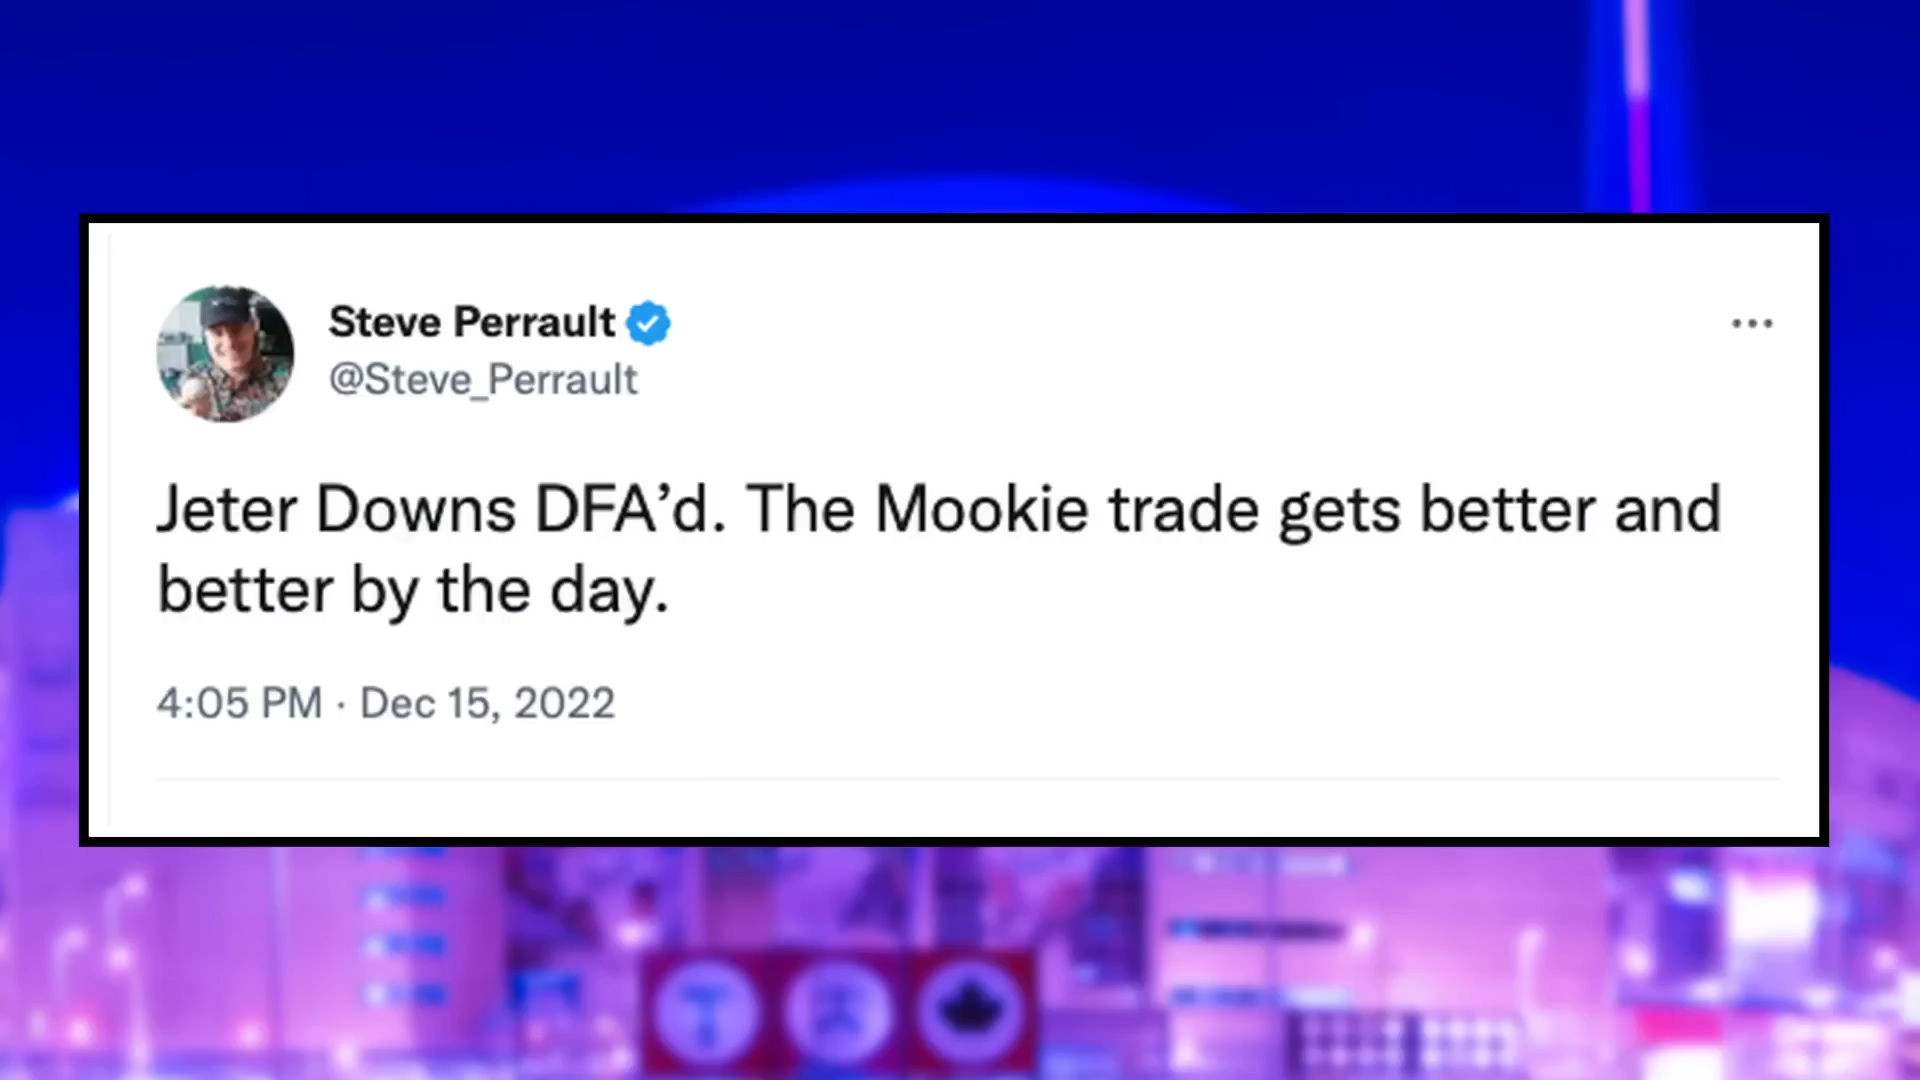 Steve Perrault
@Steve_Perrault
Jeter Downs DFA’d. The Mookie trade gets better and
better by the day.
4:05 PM · Dec 15, 2022